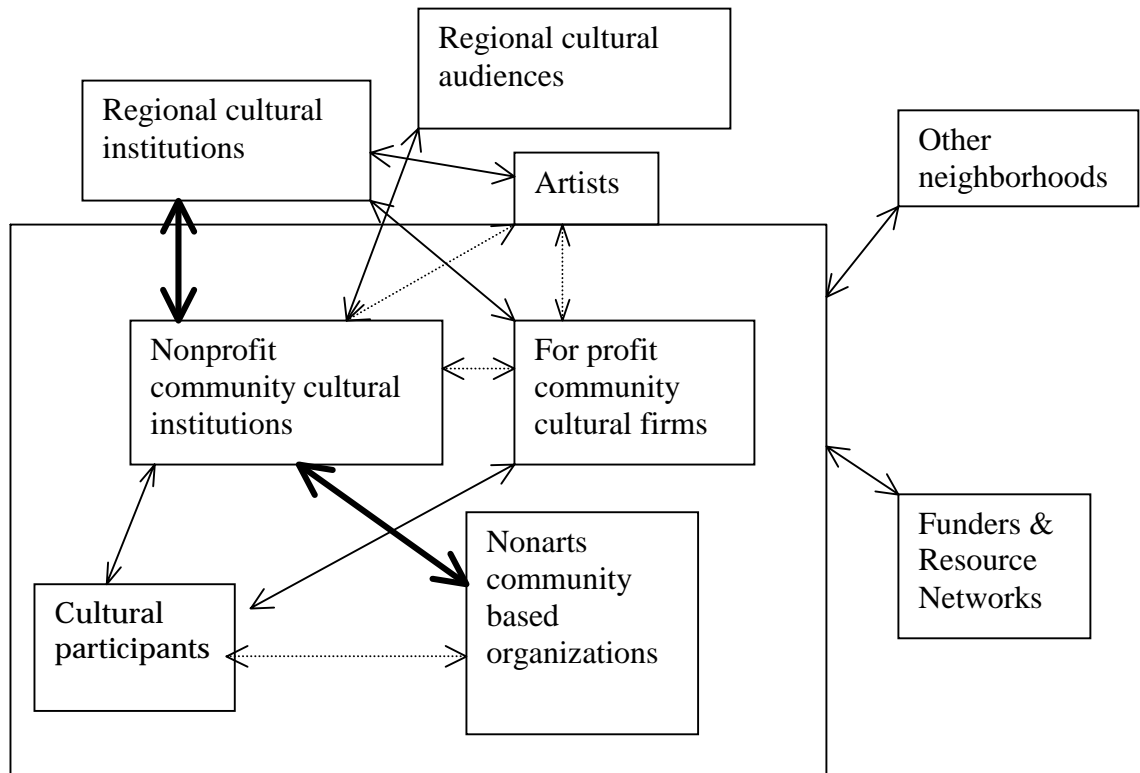 Regional cultural
audiences
Regional cultural
institutions
Other
neighborhoods
Artists
Nonprofit
community cultural
institutions
For profit
community
cultural firms
Nonarts
community
based
organizations
Funders &
Resource
Networks
Cultural
participants